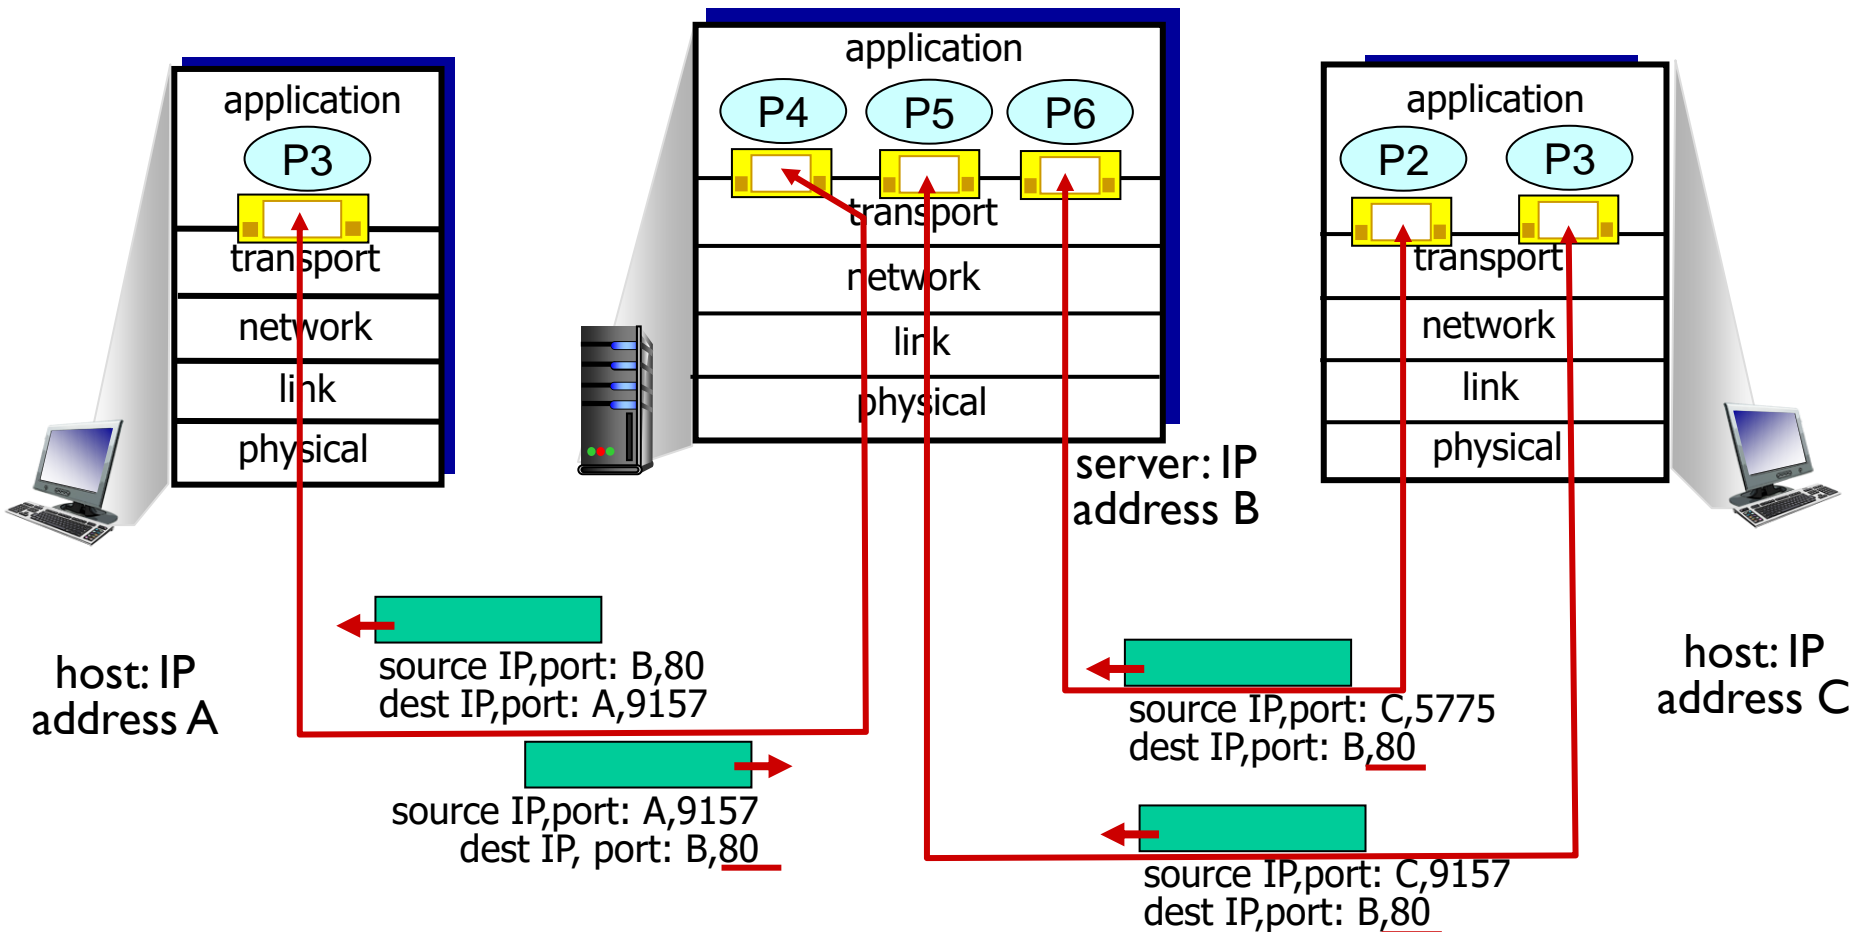 application
P3
transport
network
link
physical
host: IP
address A
application
P4
P5
P6
transport
network
link
physical
server: IP
address B
application
P2
P3
transport
network
link
physical
host: IP
address C
source IP,port: B,80
dest IP,port: A,9157
source IP,port: A,9157
dest IP, port: B,80
source IP,port: C,5775
dest IP,port: B,80
source IP,port: C,9157
dest IP,port: B,80